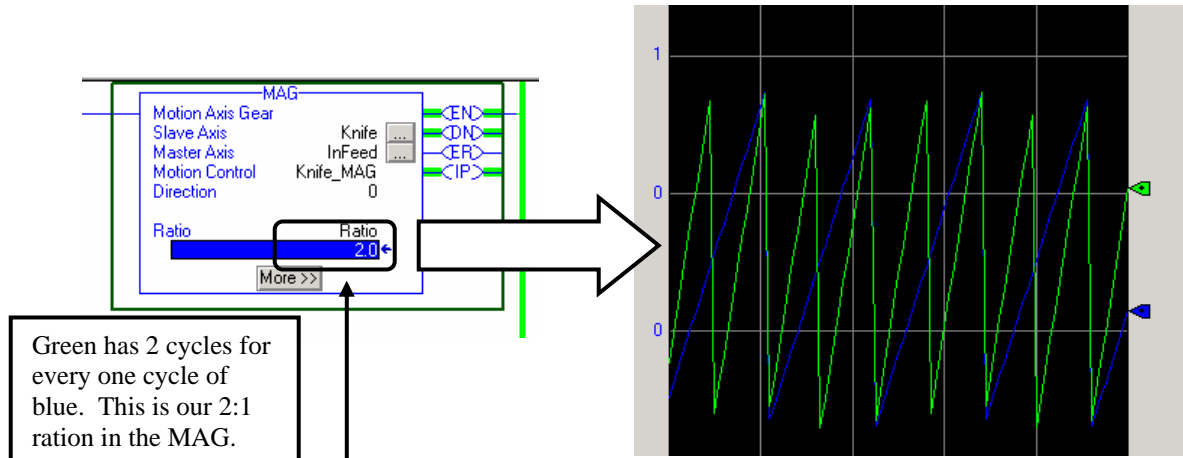 MAG
Motion Axis Gear
Slave Axis Knife ...
Master Axis InFeed ...
Motion Control Knife_MAG
Direction 0
Ratio Ratio
2.0
More >>
EN
DN
ER
IP
Green has 2 cycles for
every one cycle of
blue. This is our 2:1
ration in the MAG.
1
0
0